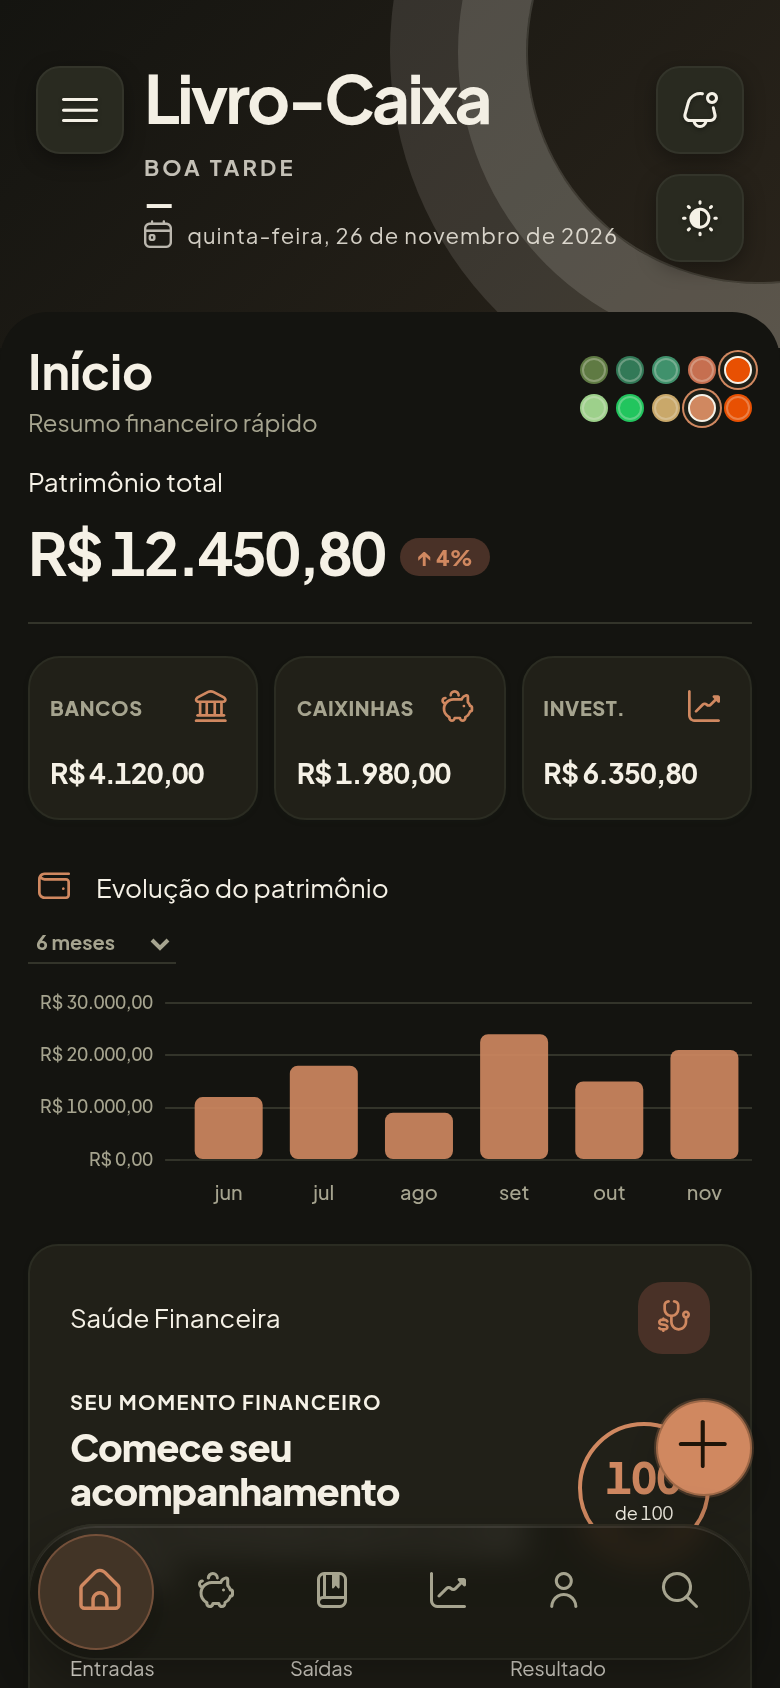 Livro-Caixa
BOA TARDE
—
quinta-feira, 26 de novembro de 2026
Início
Resumo financeiro rápido
Patrimônio total
R$ 12.450,80 ↑ 4%
BANCOS
R$ 4.120,00
CAIXINHAS
R$ 1.980,00
INVEST.
R$ 6.350,80
Evolução do patrimônio
6 meses
R$ 30.000,00
R$ 20.000,00
R$ 10.000,00
R$ 0,00
jun jul ago set out nov
Saúde Financeira
SEU MOMENTO FINANCEIRO
Comece seu
acompanhamento
100
de 100
Entradas Saídas Resultado